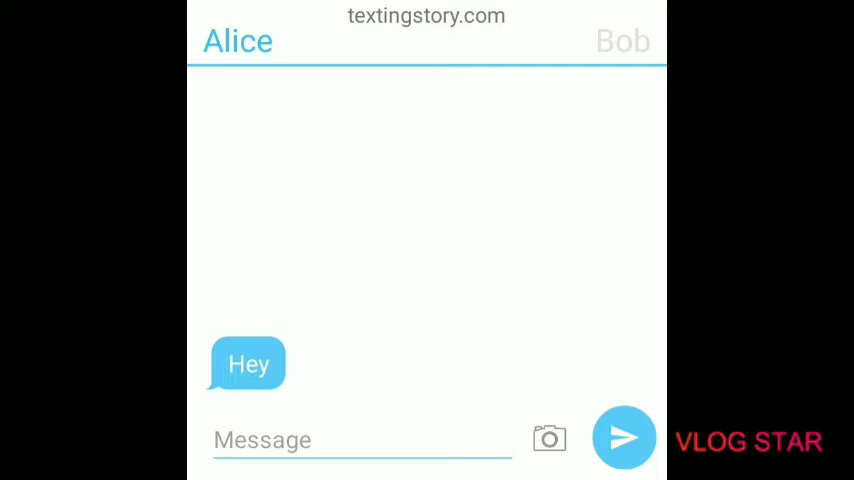 textingstory.com
Alice
Bob
Hey
Message
VLOG STAR